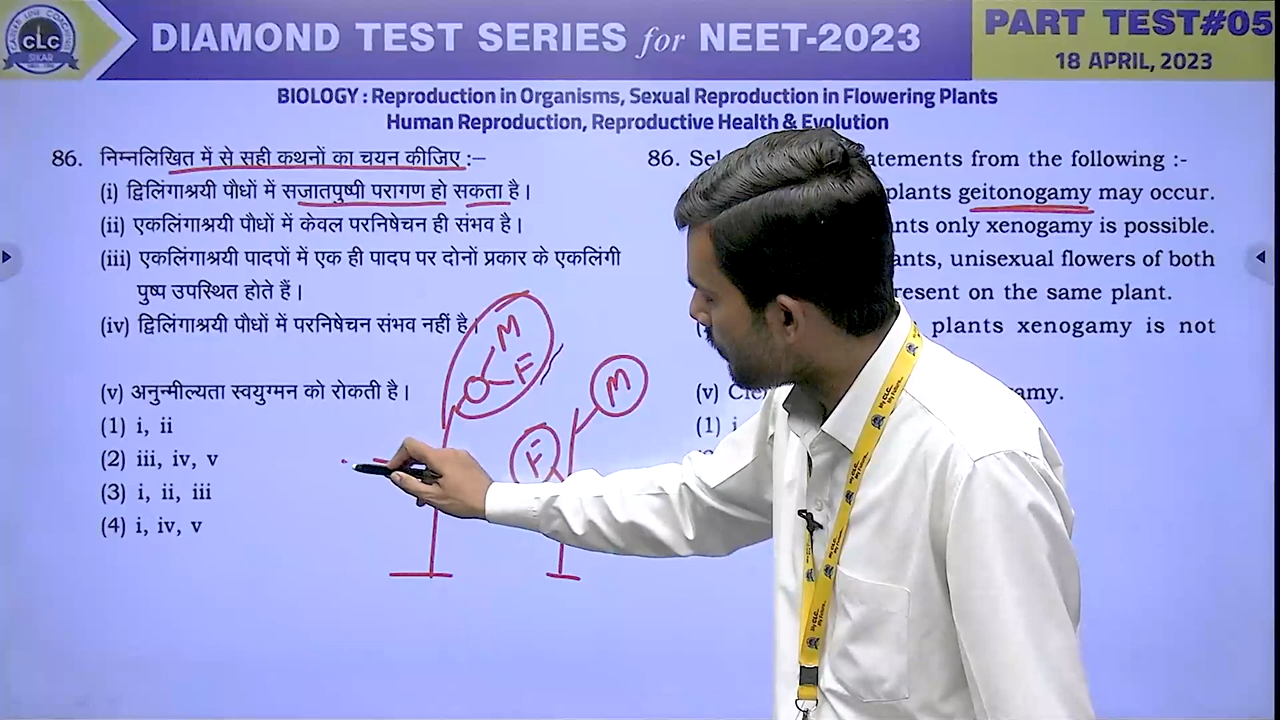 CLC
SIKAR
DIAMOND TEST SERIES for NEET-2023
PART TEST#05
18 APRIL, 2023
BIOLOGY : Reproduction in Organisms, Sexual Reproduction in Flowering Plants
Human Reproduction, Reproductive Health & Evolution
86. निम्नलिखित में से सही कथनों का चयन कीजिए :–
(i) द्विलिंगाश्रयी पौधों में सजातपुष्पी परागण हो सकता है।
(ii) एकलिंगाश्रयी पौधों में केवल परनिषेचन ही संभव है।
(iii) एकलिंगाश्रयी पादपों में एक ही पादप पर दोनों प्रकार के एकलिंगी
पुष्प उपस्थित होते हैं।
(iv) द्विलिंगाश्रयी पौधों में परनिषेचन संभव नहीं है
(v) अनुन्मील्यता स्वयुग्मन को रोकती है।
(1) i, ii
(2) iii, iv, v
(3) i, ii, iii
(4) i, iv, v
M
F
M
F
86. Sel atements from the following :-
plants geitonogamy may occur.
ants only xenogamy is possible.
ants, unisexual flowers of both
resent on the same plant.
plants xenogamy is not
(v) Cle amy.
(1) i